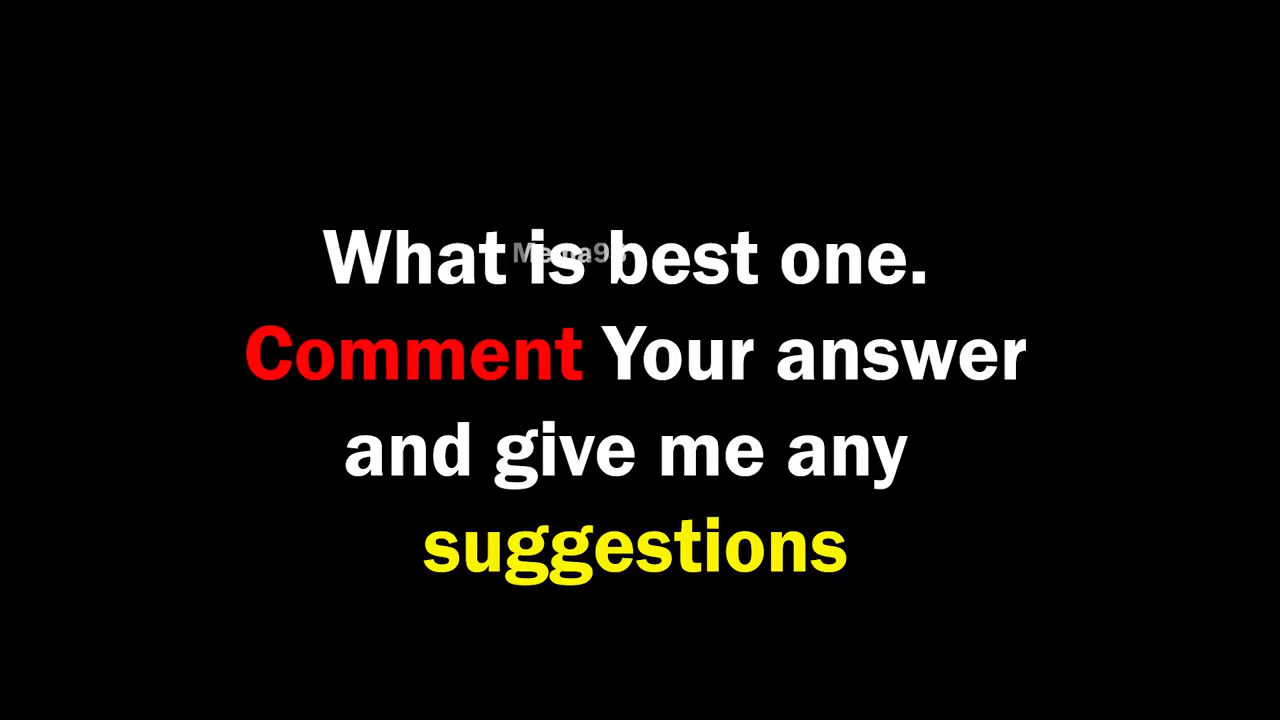 What is best one.
Comment Your answer
and give me any
suggestions